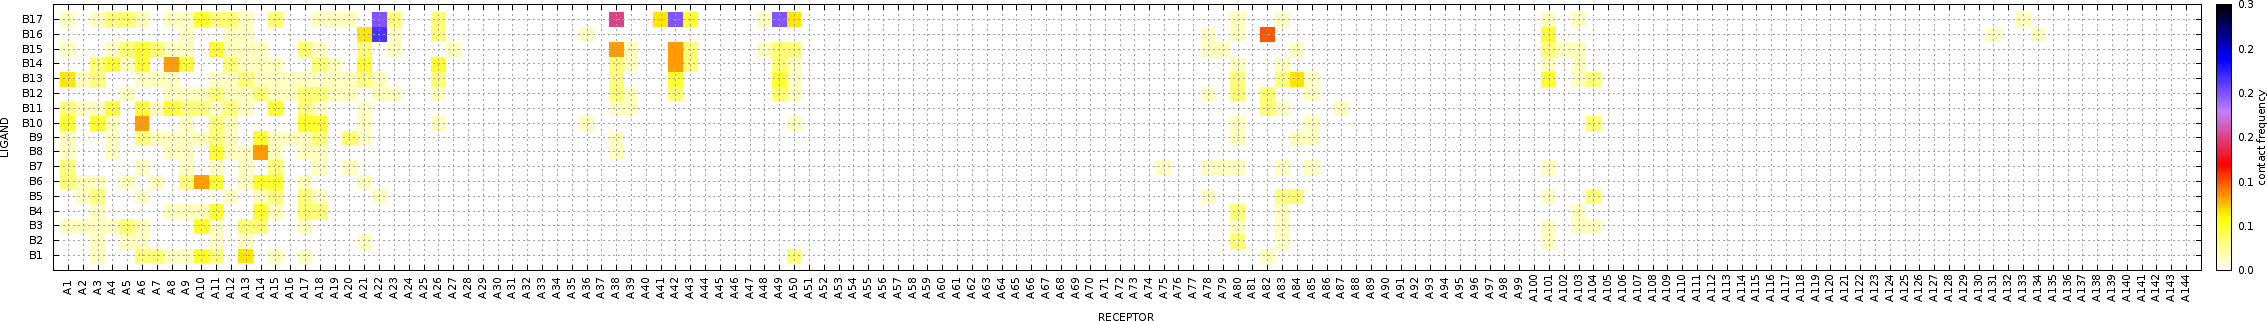 B17
B16
B15
B14
B13
B12
B11
B10
B9
B8
B7
B6
B5
B4
B3
B2
B1
LIGAND
A1 A2 A3 A4 A5 A6 A7 A8 A9 A10 A11 A12 A13 A14 A15 A16 A17 A18 A19 A20 A21 A22 A23 A24 A25 A26 A27 A28 A29 A30 A31 A32 A33 A34 A35 A36 A37 A38 A39 A40 A41 A42 A43 A44 A45 A46 A47 A48 A49 A50 A51 A52 A53 A54 A55 A56 A57 A58 A59 A60 A61 A62 A63 A64 A65 A66 A67 A68 A69 A70 A71 A72 A73 A74 A75 A76 A77 A78 A79 A80 A81 A82 A83 A84 A85 A86 A87 A88 A89 A90 A91 A92 A93 A94 A95 A96 A97 A98 A99 A100 A101 A102 A103 A104 A105 A106 A107 A108 A109 A110 A111 A112 A113 A114 A115 A116 A117 A118 A119 A120 A121 A122 A123 A124 A125 A126 A127 A128 A129 A130 A131 A132 A133 A134 A135 A136 A137 A138 A139 A140 A141 A142 A143 A144
RECEPTOR
0.3
0.2
0.2
0.2
0.1
0.1
0.0
contact frequency